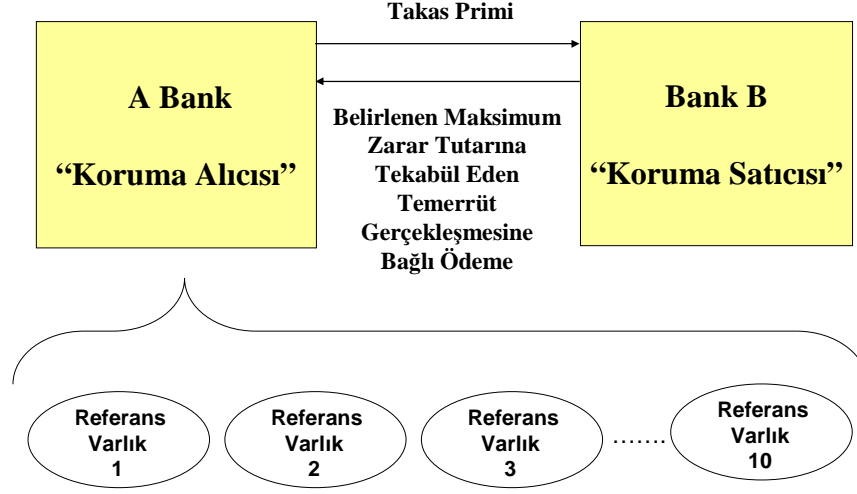 Takas Primi
A Bank
“Koruma Alıcısı”
Belirlenen Maksimum
Zarar Tutarına
Tekabül Eden
Temerrüt
Gerçekleşmesine
Bağlı Ödeme
Bank B
“Koruma Satıcısı”
Referans
Varlık
1
Referans
Varlık
2
Referans
Varlık
3
.......
Referans
Varlık
10